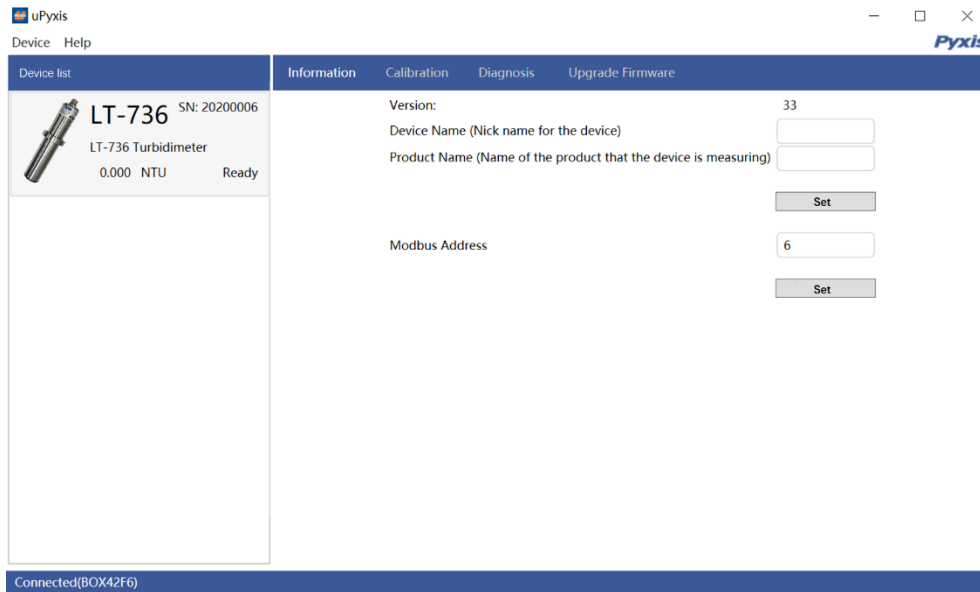 uPyxis
Device Help
Pyxis
Device list
Information Calibration Diagnosis Upgrade Firmware
LT-736 SN: 20200006
LT-736 Turbidimeter
0.000 NTU Ready
Version: 33
Device Name (Nick name for the device)
Product Name (Name of the product that the device is measuring)
Set
Modbus Address 6
Set
Connected(BOX42F6)